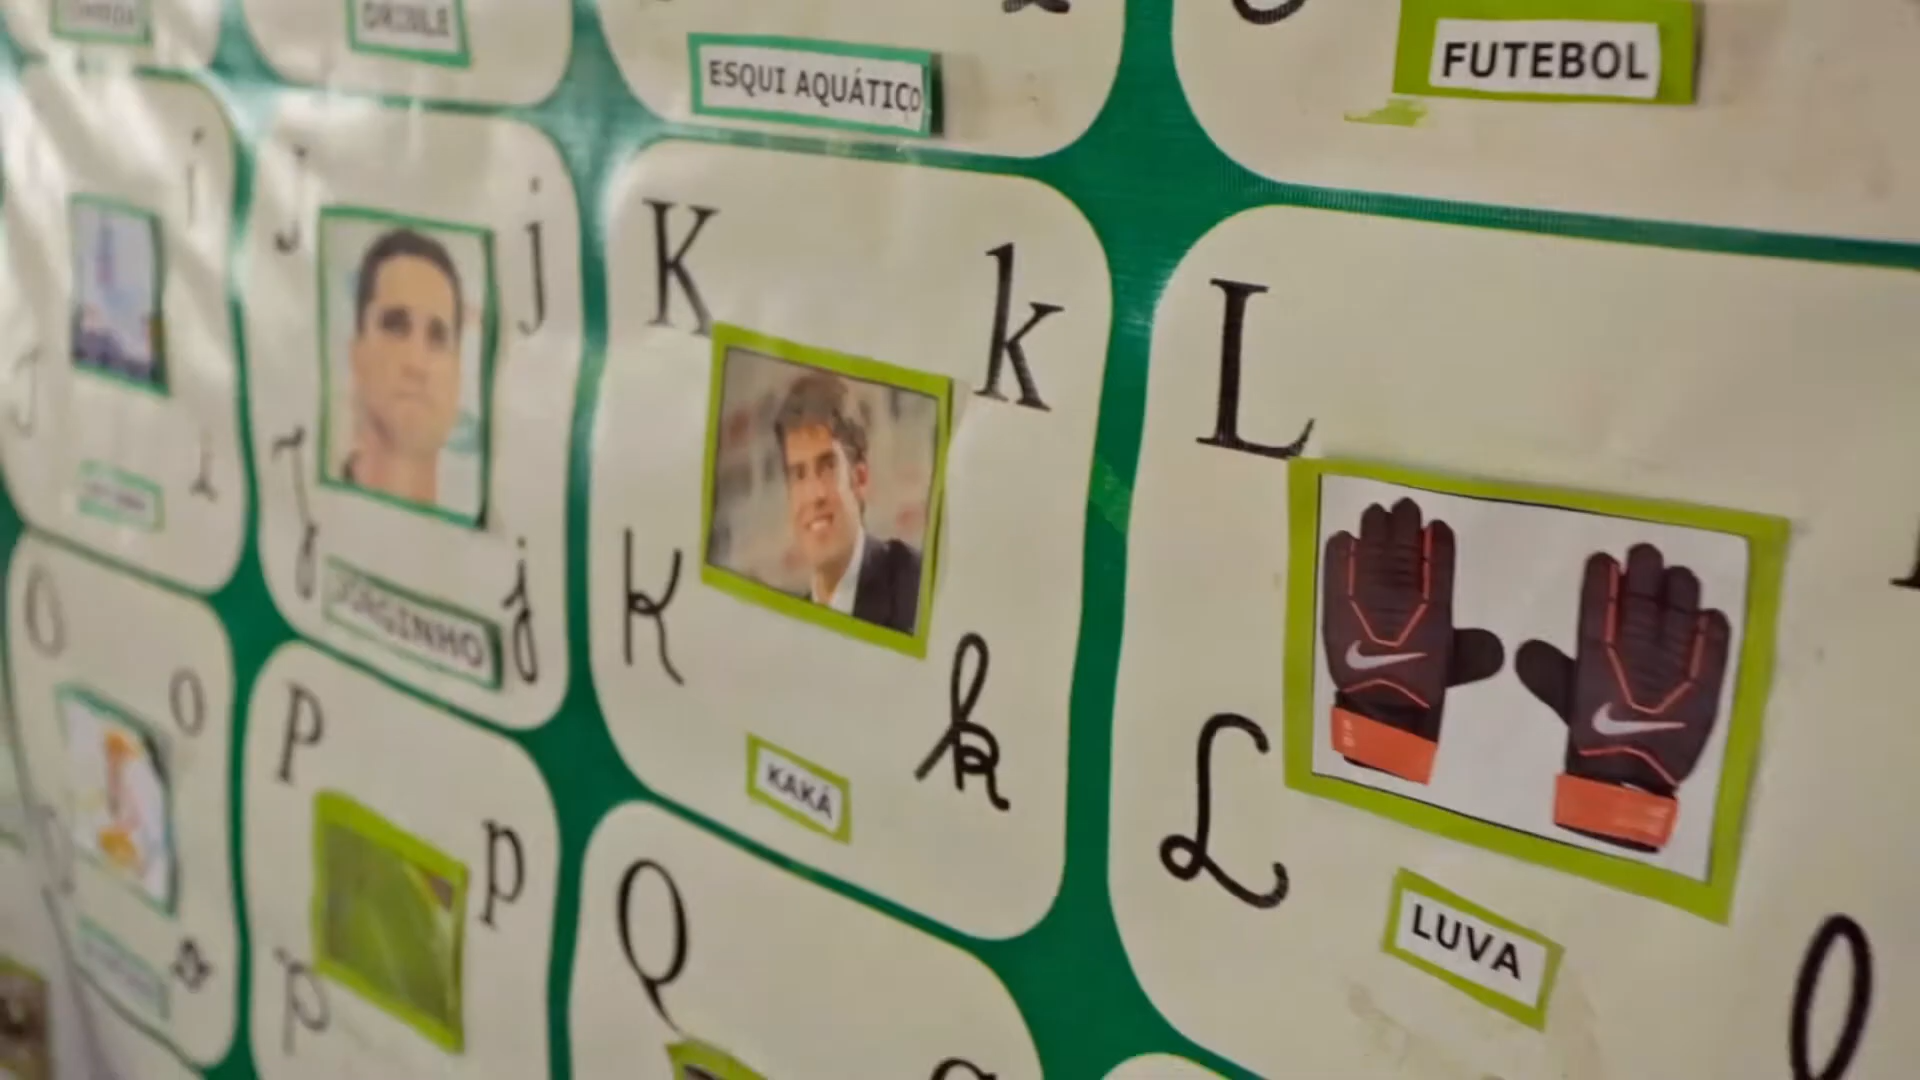 DRIBLE
ESQUI AQUÁTICO
FUTEBOL
i
J j
K k
L
J j
JORGINHO
K k
KAKÁ
L l
LUVA
O o
P p
p
Q